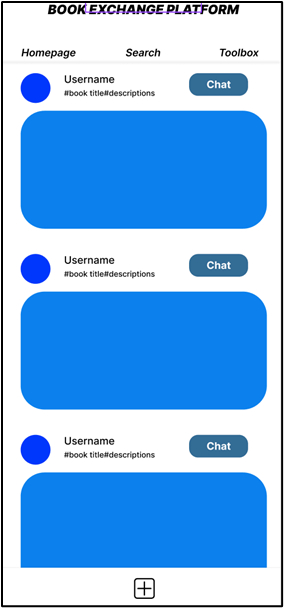 BOOK EXCHANGE PLATFORM
Homepage Search Toolbox
Username
#book title#descriptions
Chat
Username
#book title#descriptions
Chat
Username
#book title#descriptions
Chat